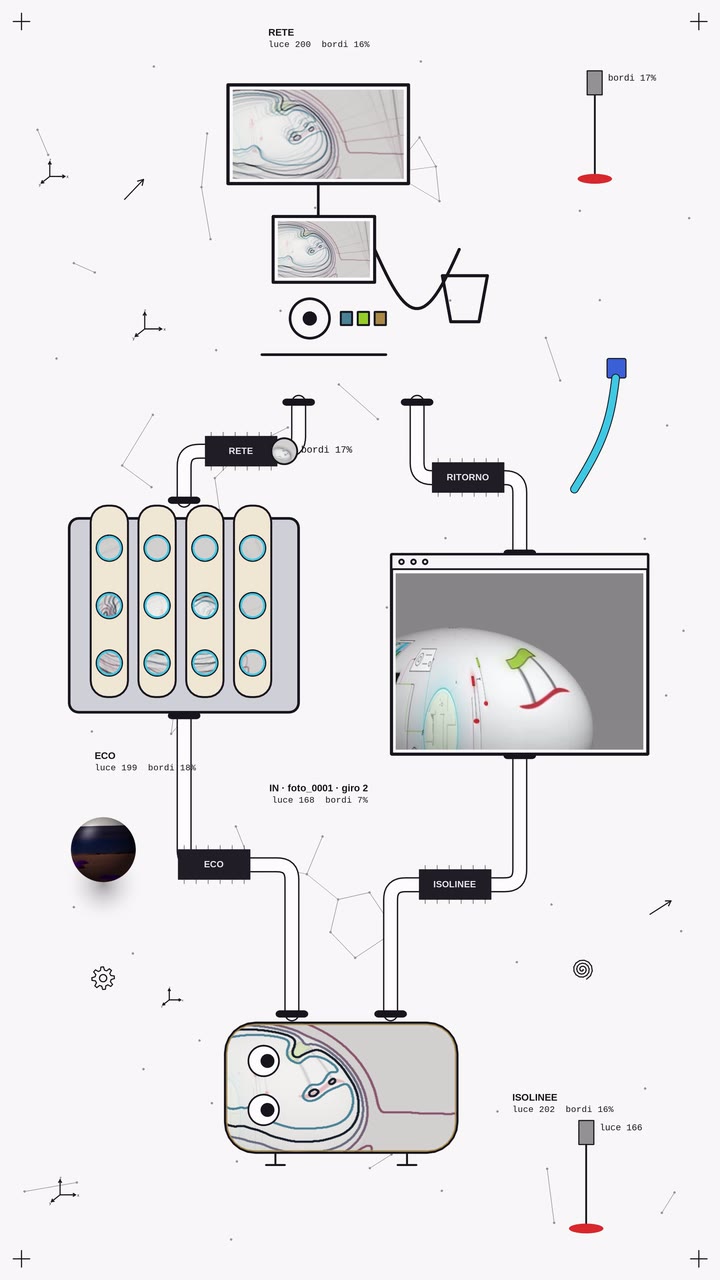 RETE
luce 200  bordi 16%
bordi 17%
RETE
bordi 17%
RITORNO
ECO
luce 199  bordi 18%
IN · foto_0001 · giro 2
luce 168  bordi 7%
ECO
ISOLINEE
ISOLINEE
luce 202  bordi 16%
luce 166